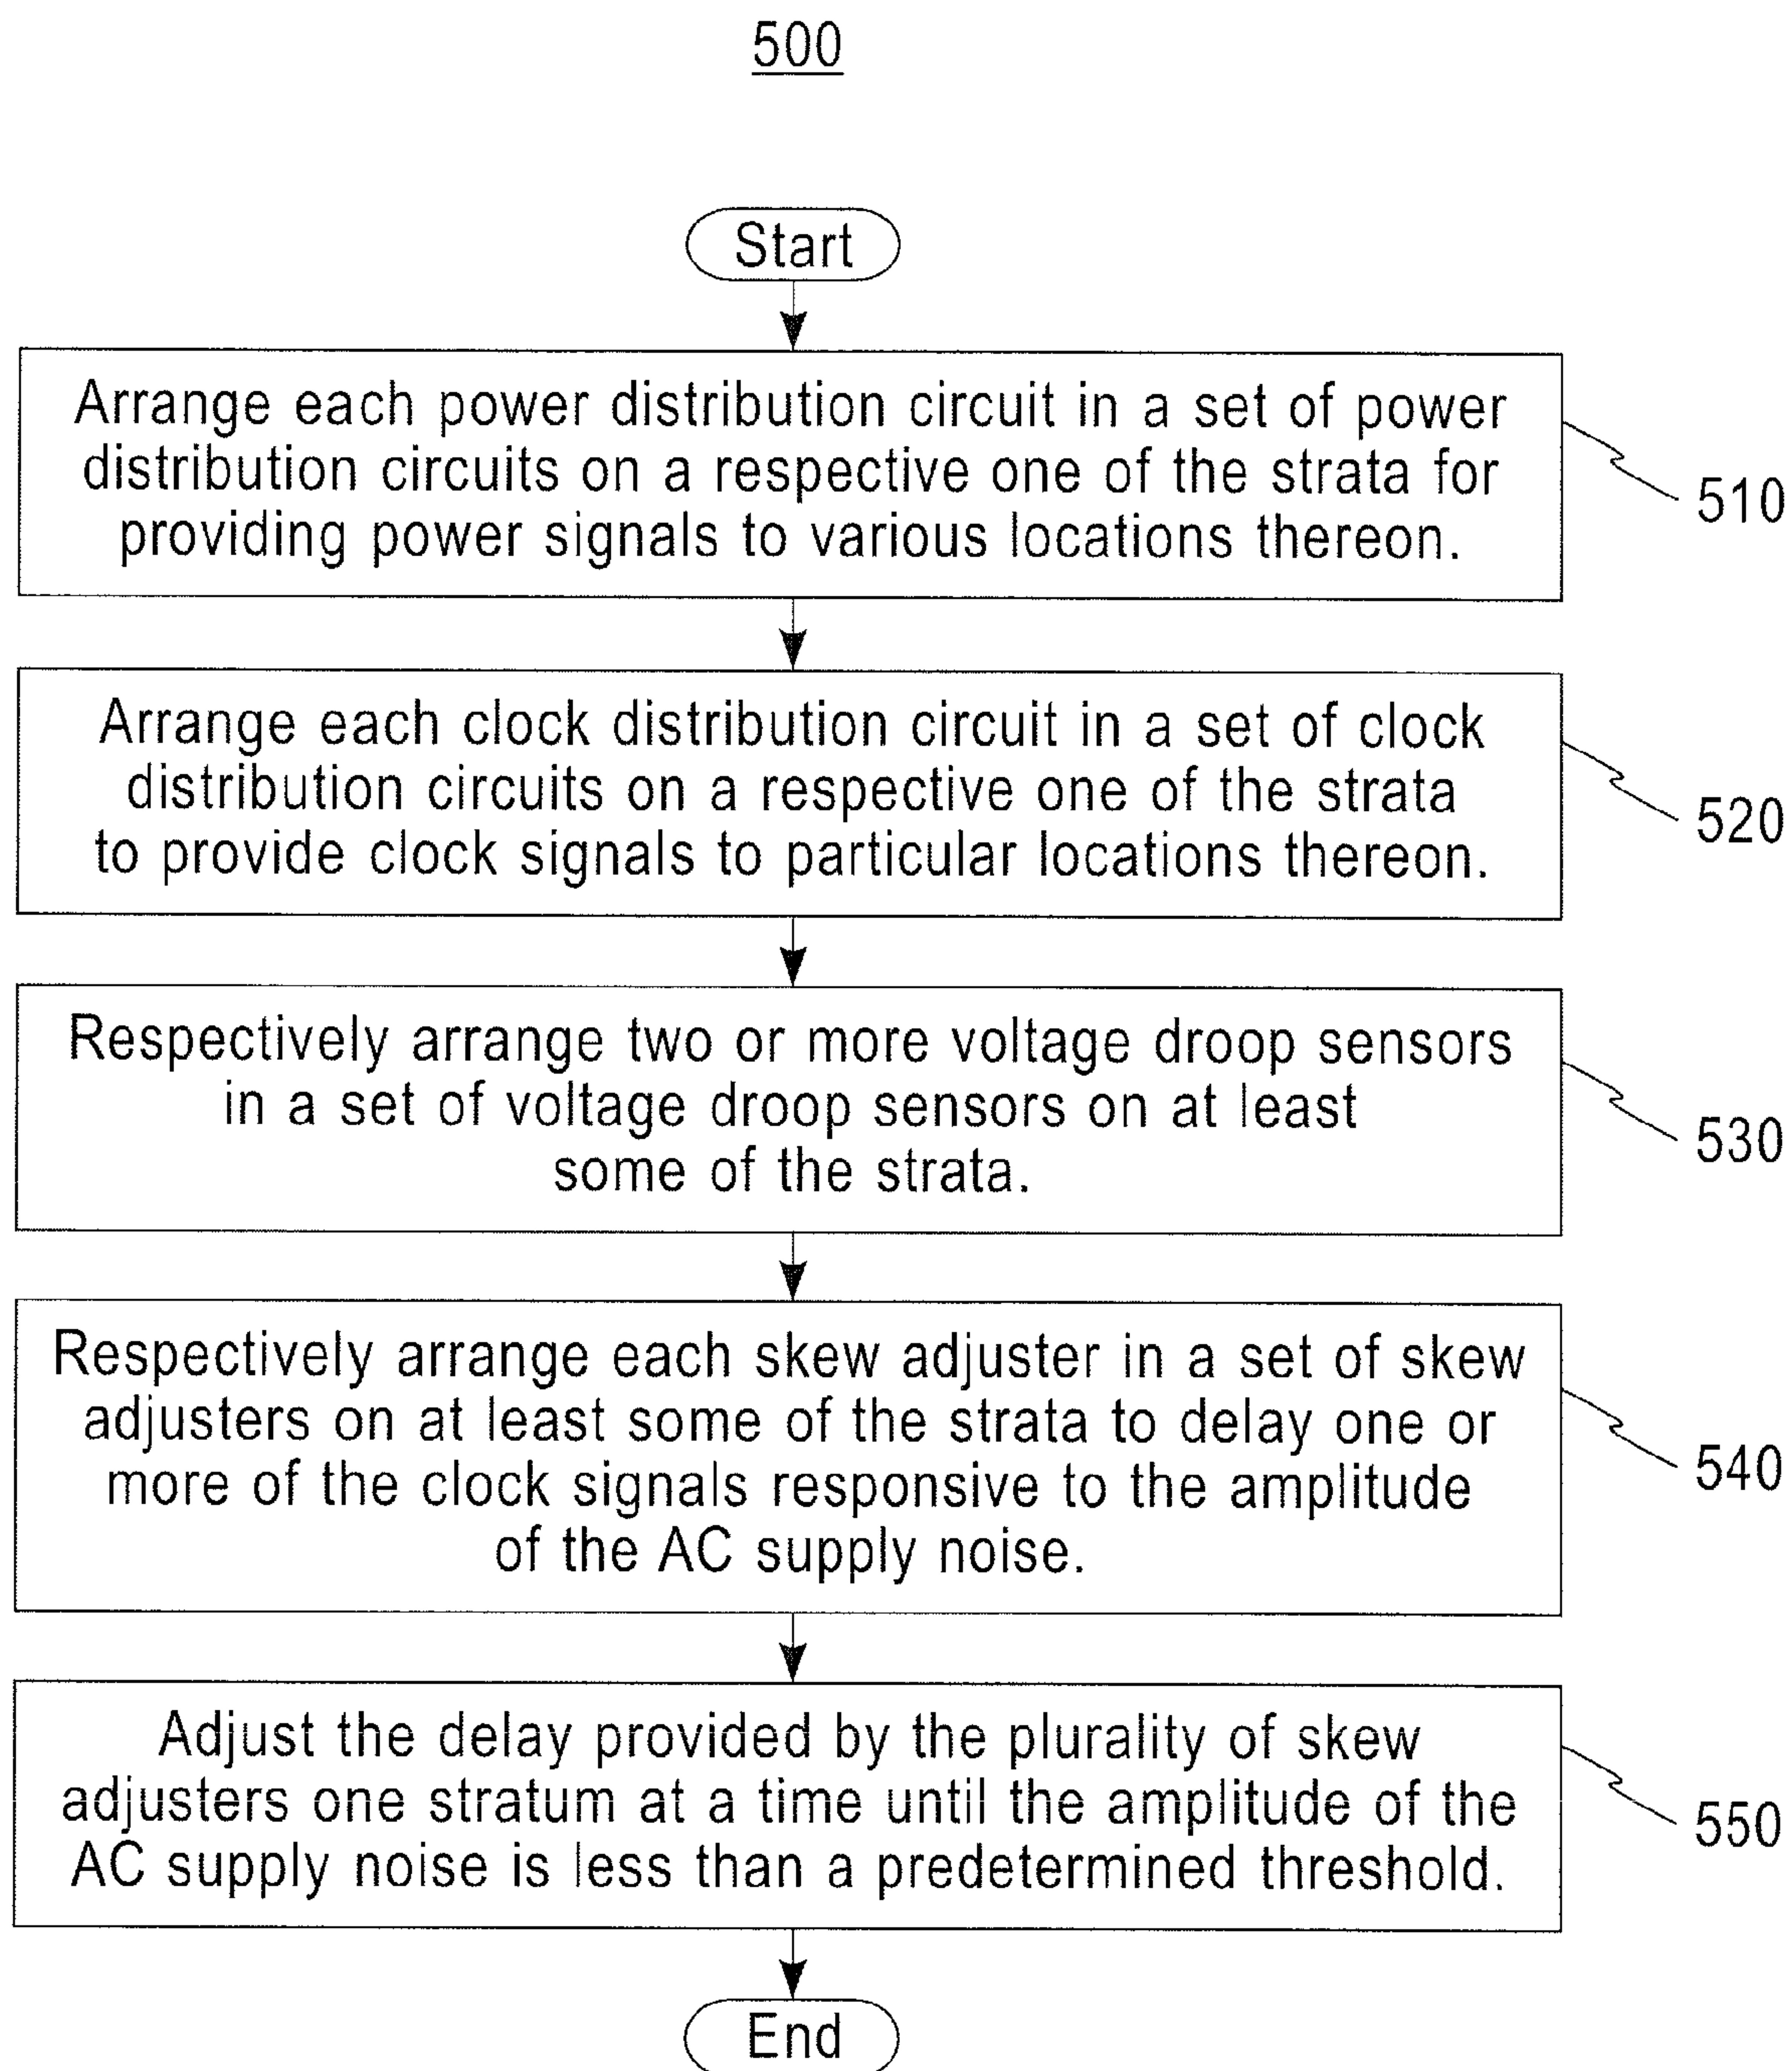 500
Start
Arrange each power distribution circuit in a set of power
distribution circuits on a respective one of the strata for
providing power signals to various locations thereon.
510
Arrange each clock distribution circuit in a set of clock
distribution circuits on a respective one of the strata
to provide clock signals to particular locations thereon.
520
Respectively arrange two or more voltage droop sensors
in a set of voltage droop sensors on at least
some of the strata.
530
Respectively arrange each skew adjuster in a set of skew
adjusters on at least some of the strata to delay one or
more of the clock signals responsive to the amplitude
of the AC supply noise.
540
Adjust the delay provided by the plurality of skew
adjusters one stratum at a time until the amplitude of the
AC supply noise is less than a predetermined threshold.
550
End